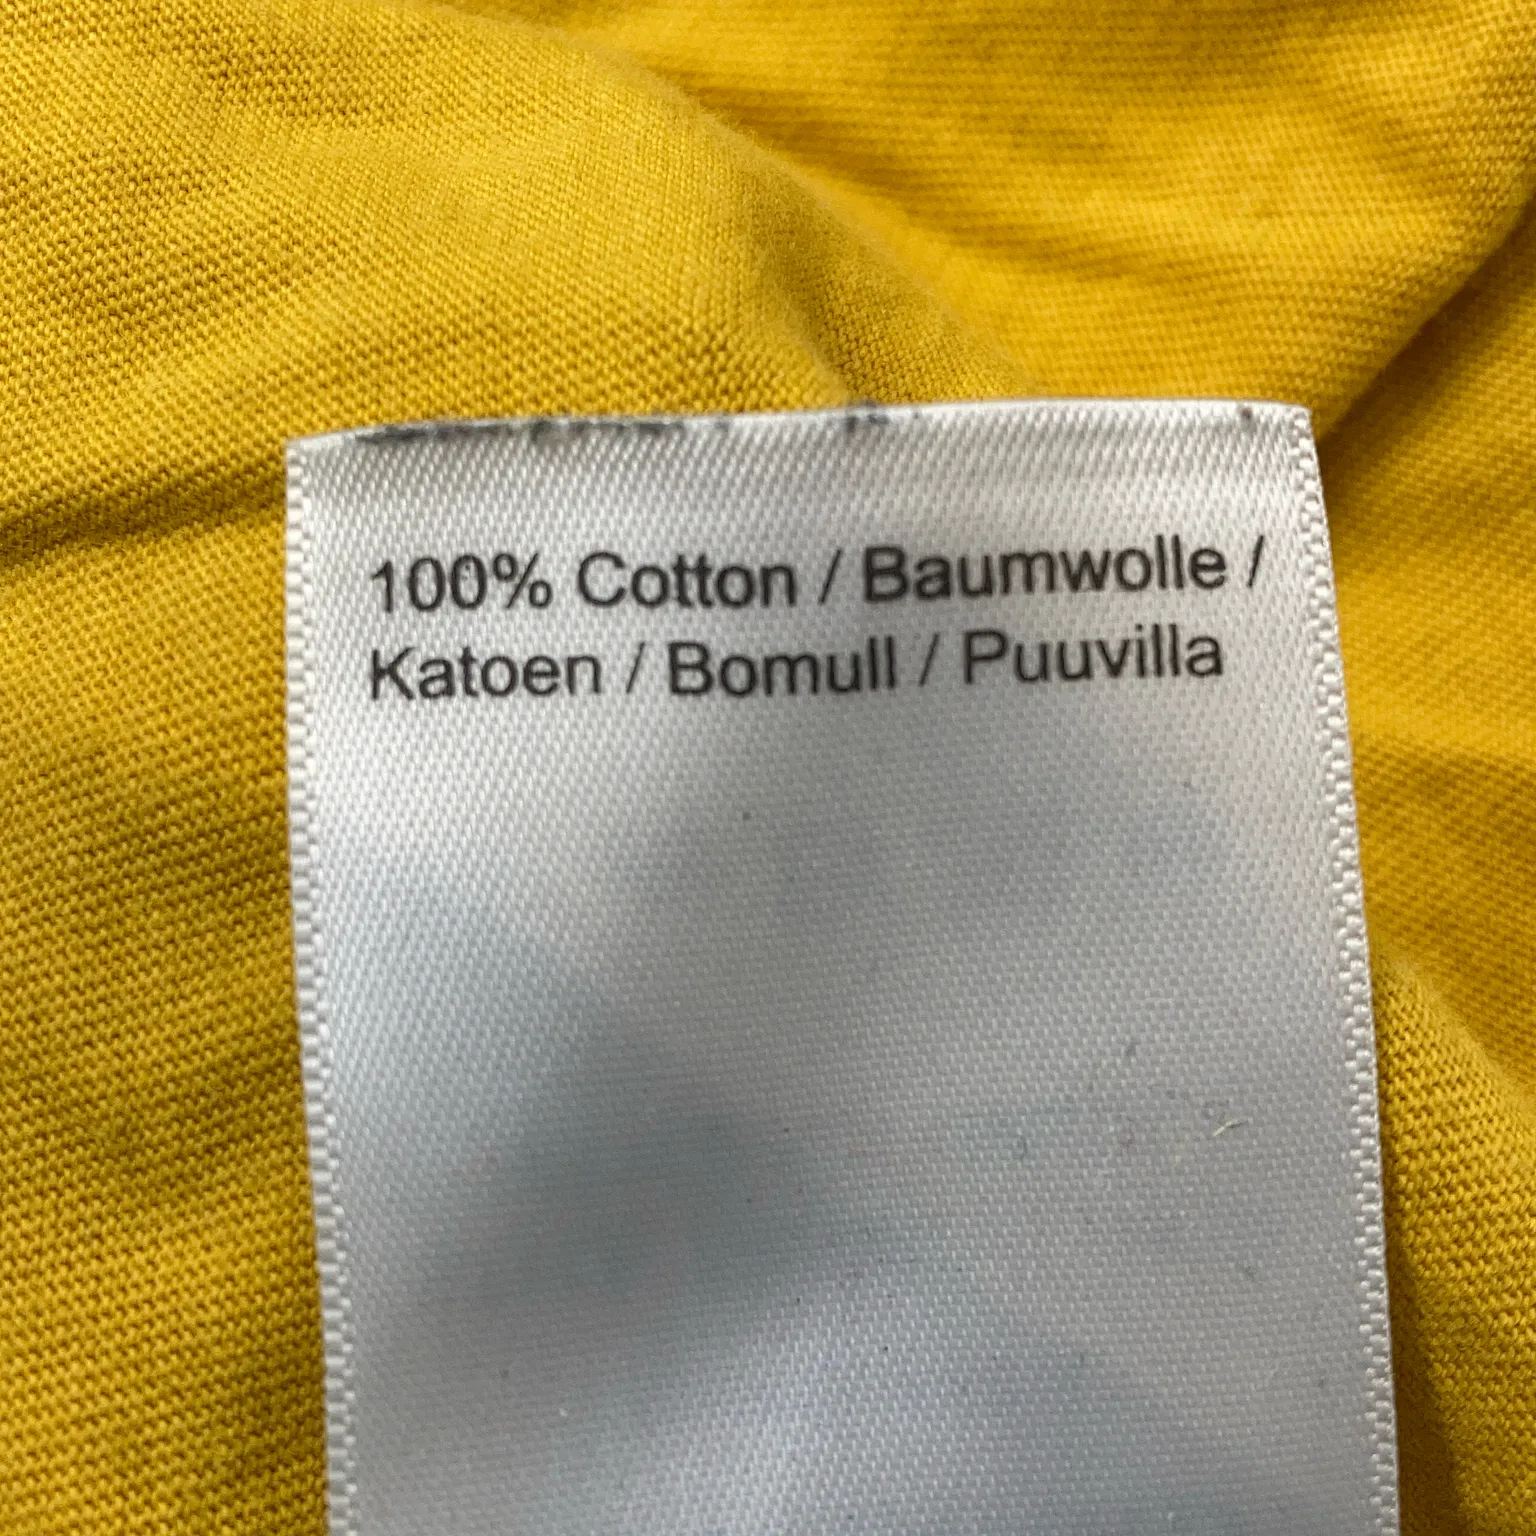 100% Cotton / Baumwolle /
Katoen / Bomull / Puuvilla